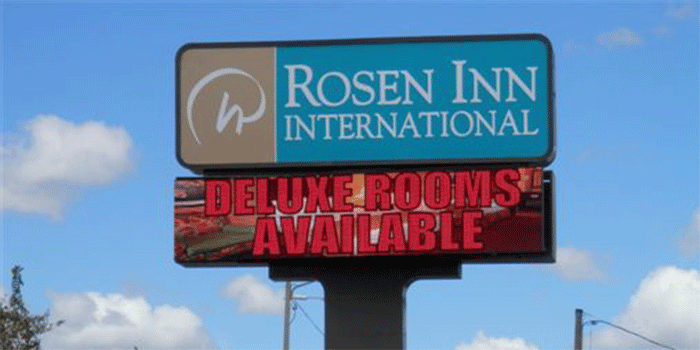 ROSEN INN
INTERNATIONAL
DELUXE ROOMS
AVAILABLE